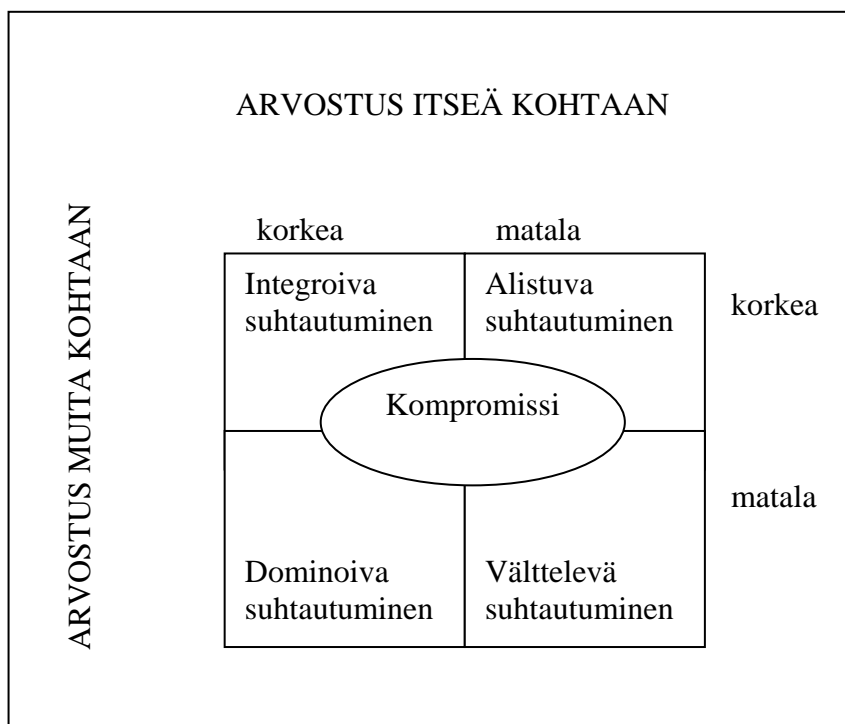 ARVOSTUS ITSEÄ KOHTAAN
ARVOSTUS MUITA KOHTAAN
korkea
matala
Integroiva
suhtautuminen
Alistuva
suhtautuminen
korkea
Kompromissi
matala
Dominoiva
suhtautuminen
Välttelevä
suhtautuminen